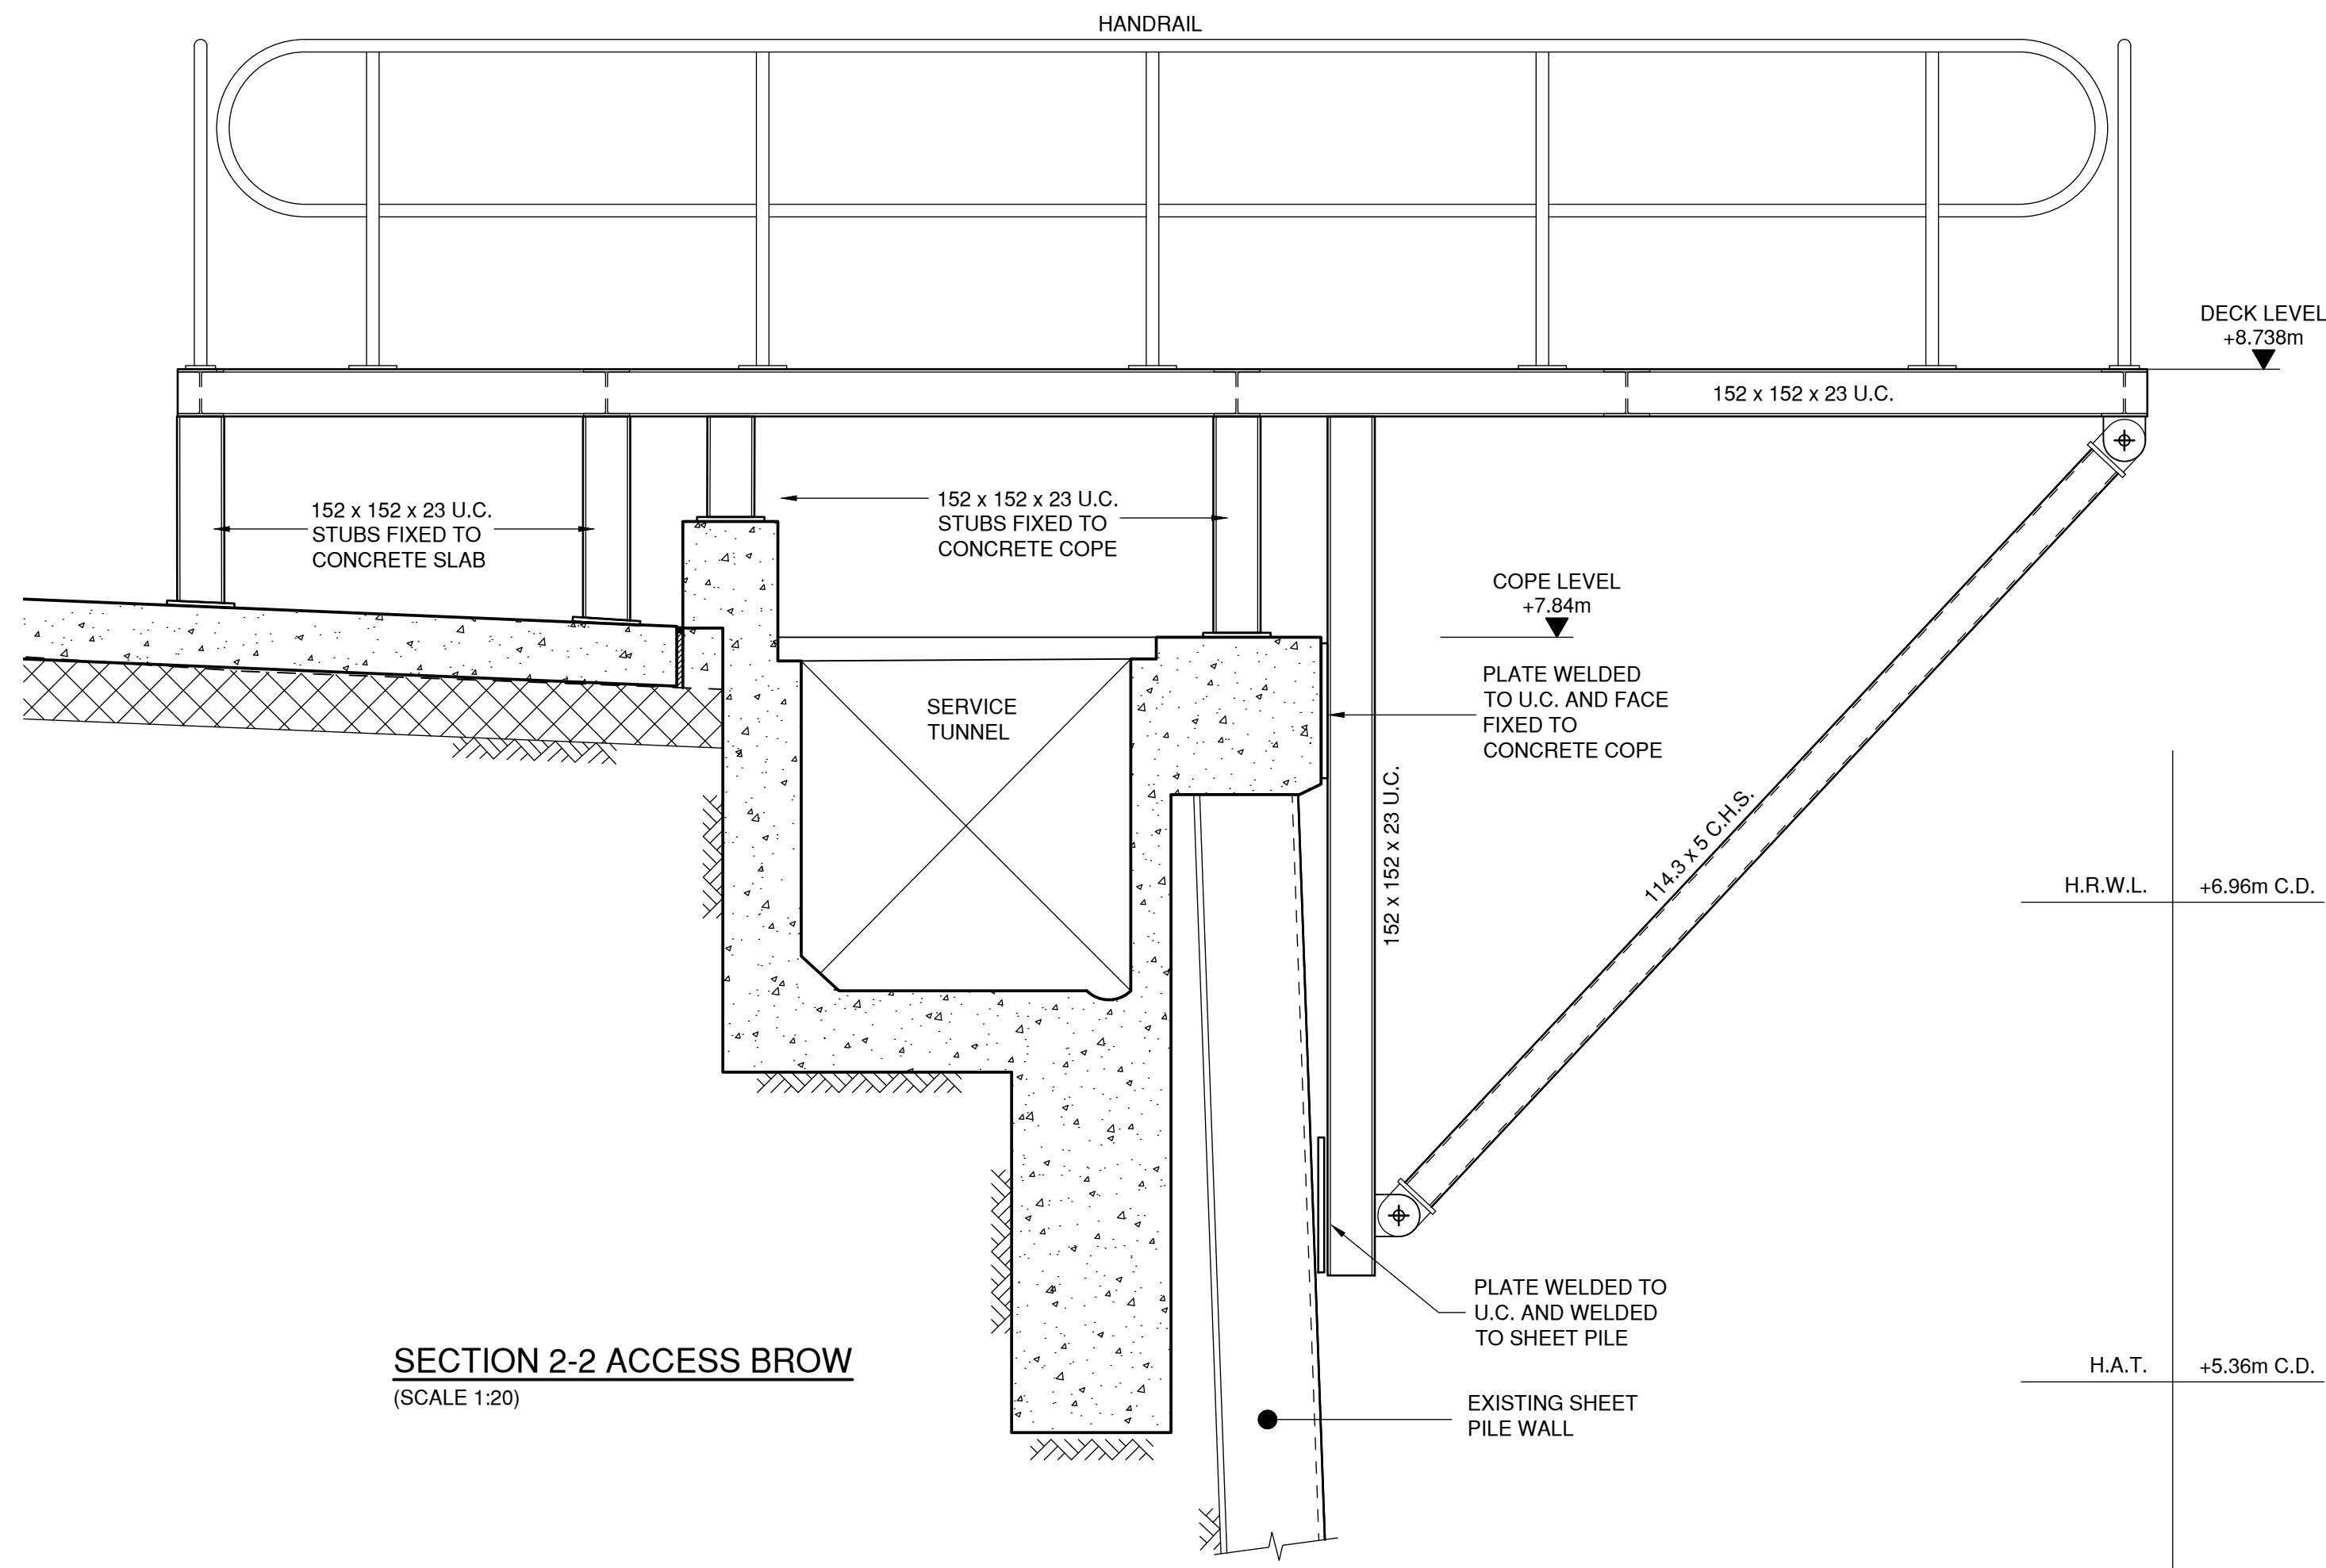 HANDRAIL
DECK LEVEL
+8.738m
152 x 152 x 23 U.C.
152 x 152 x 23 U.C.
STUBS FIXED TO
CONCRETE SLAB
152 x 152 x 23 U.C.
STUBS FIXED TO
CONCRETE COPE
COPE LEVEL
+7.84m
PLATE WELDED
TO U.C. AND FACE
FIXED TO
CONCRETE COPE
SERVICE
TUNNEL
152 x 152 x 23 U.C.
114.3 x 5 C.H.S.
H.R.W.L.
+6.96m C.D.
PLATE WELDED TO
U.C. AND WELDED
TO SHEET PILE
SECTION 2-2 ACCESS BROW
(SCALE 1:20)
H.A.T.
+5.36m C.D.
EXISTING SHEET
PILE WALL